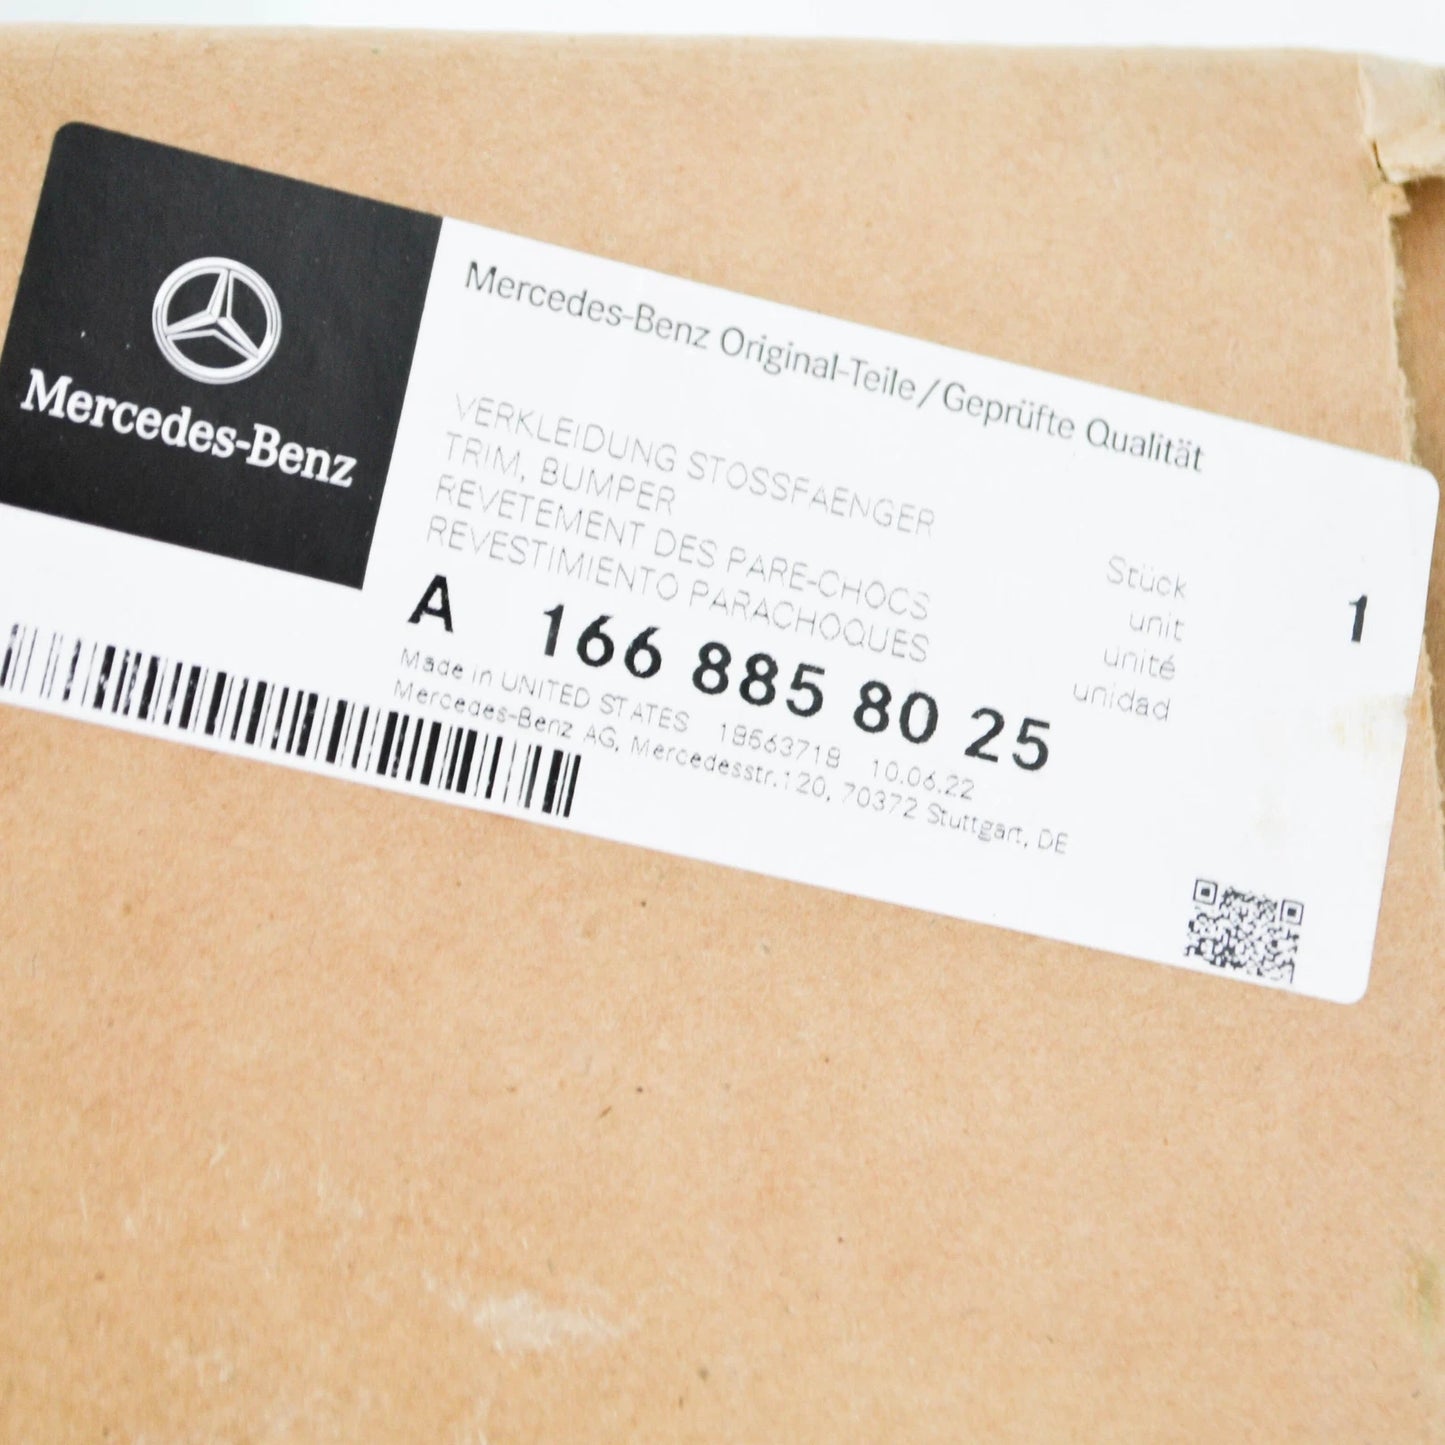 Mercedes-Benz
Mercedes-Benz Original-Teile/Geprüfte Qualität
VERKLEIDUNG STOSSFAENGER
TRIM, BUMPER
REVETEMENT DES PARE-CHOCS
REVESTIMIENTO PARACHOQUES
Stück
unit
unité
unidad
1
A 166 885 80 25
Made in UNITED STATES 18563718 10.06.22
Mercedes-Benz AG, Mercedesstr.120, 70372 Stuttgart, DE